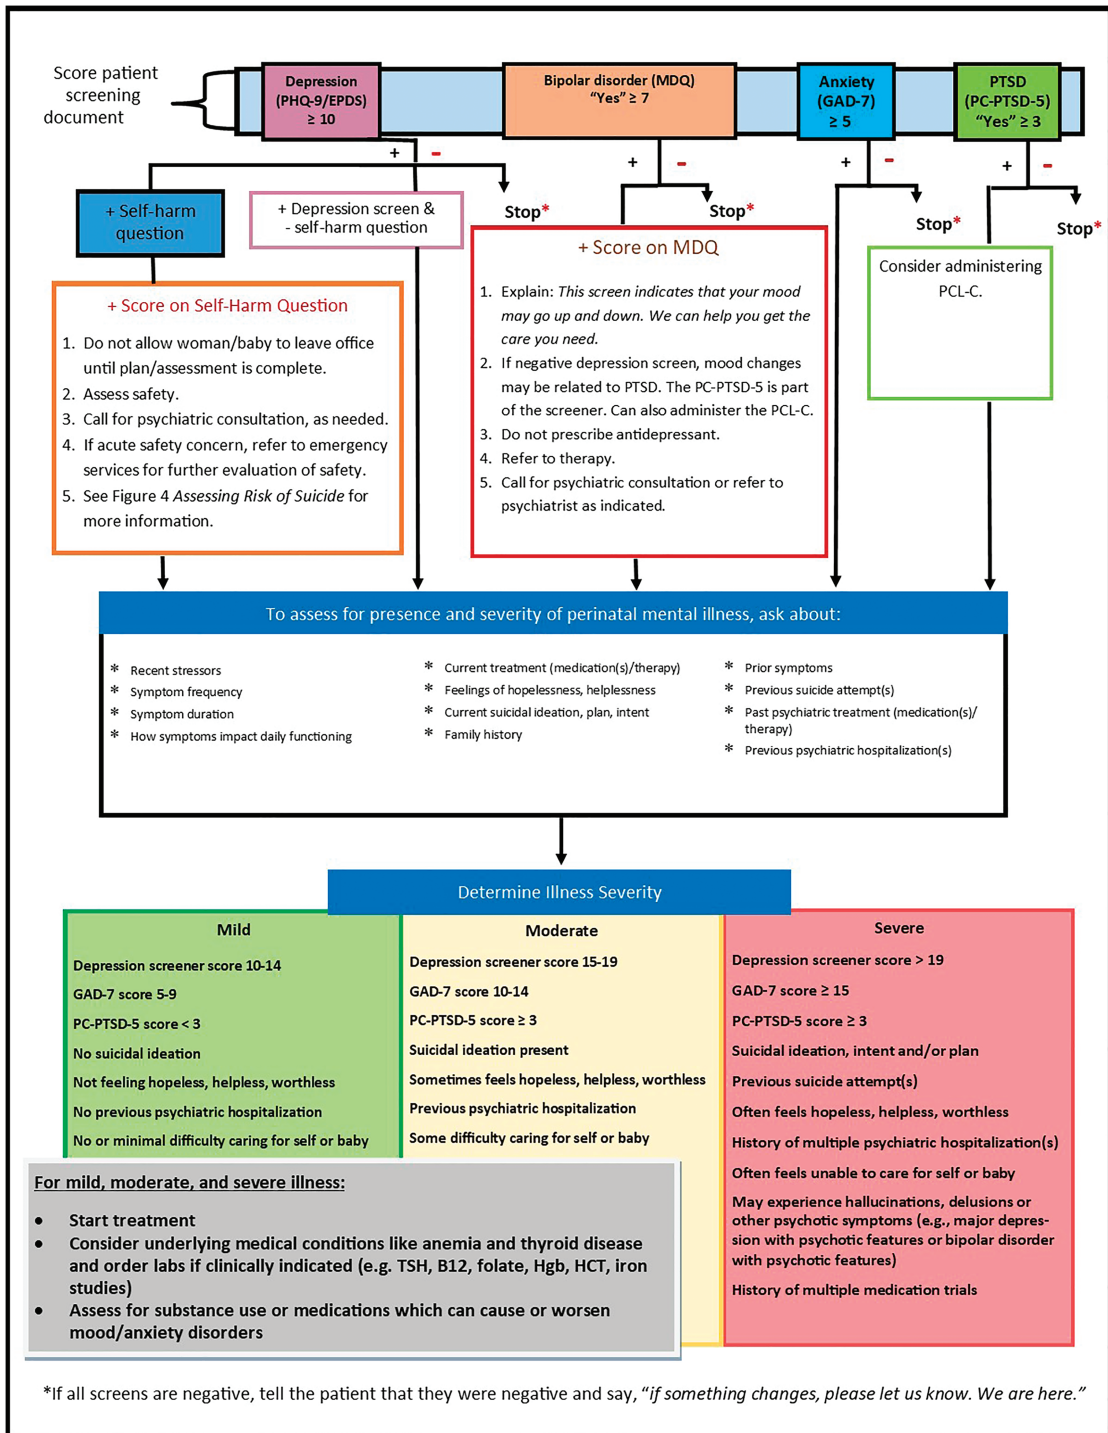 Score patient
screening
document
Depression
(PHQ-9/EPDS)
≥ 10
Bipolar disorder (MDQ)
“Yes” ≥ 7
Anxiety
(GAD-7)
≥ 5
PTSD
(PC-PTSD-5)
“Yes” ≥ 3
+ −
+ −
+ −
+ −
+ Self-harm
question
+ Depression screen &
- self-harm question
Stop*
Stop*
Stop*
Stop*
+ Score on Self-Harm Question
1. Do not allow woman/baby to leave office
until plan/assessment is complete.
2. Assess safety.
3. Call for psychiatric consultation, as needed.
4. If acute safety concern, refer to emergency
services for further evaluation of safety.
5. See Figure 4 Assessing Risk of Suicide for
more information.
+ Score on MDQ
1. Explain: This screen indicates that your mood
may go up and down. We can help you get the
care you need.
2. If negative depression screen, mood changes
may be related to PTSD. The PC-PTSD-5 is part
of the screener. Can also administer the PCL-C.
3. Do not prescribe antidepressant.
4. Refer to therapy.
5. Call for psychiatric consultation or refer to
psychiatrist as indicated.
Consider administering
PCL-C.
To assess for presence and severity of perinatal mental illness, ask about:
* Recent stressors
* Symptom frequency
* Symptom duration
* How symptoms impact daily functioning
* Current treatment (medication(s)/therapy)
* Feelings of hopelessness, helplessness
* Current suicidal ideation, plan, intent
* Family history
* Prior symptoms
* Previous suicide attempt(s)
* Past psychiatric treatment (medication(s)/
therapy)
* Previous psychiatric hospitalization(s)
Determine Illness Severity
Mild
Depression screener score 10-14
GAD-7 score 5-9
PC-PTSD-5 score < 3
No suicidal ideation
Not feeling hopeless, helpless, worthless
No previous psychiatric hospitalization
No or minimal difficulty caring for self or baby
Moderate
Depression screener score 15-19
GAD-7 score 10-14
PC-PTSD-5 score ≥ 3
Suicidal ideation present
Sometimes feels hopeless, helpless, worthless
Previous psychiatric hospitalization
Some difficulty caring for self or baby
Severe
Depression screener score > 19
GAD-7 score ≥ 15
PC-PTSD-5 score ≥ 3
Suicidal ideation, intent and/or plan
Previous suicide attempt(s)
Often feels hopeless, helpless, worthless
History of multiple psychiatric hospitalization(s)
Often feels unable to care for self or baby
May experience hallucinations, delusions or
other psychotic symptoms (e.g., major depres-
sion with psychotic features or bipolar disorder
with psychotic features)
History of multiple medication trials
For mild, moderate, and severe illness:
• Start treatment
• Consider underlying medical conditions like anemia and thyroid disease
and order labs if clinically indicated (e.g. TSH, B12, folate, Hgb, HCT, iron
studies)
• Assess for substance use or medications which can cause or worsen
mood/anxiety disorders
*If all screens are negative, tell the patient that they were negative and say, “if something changes, please let us know. We are here.”